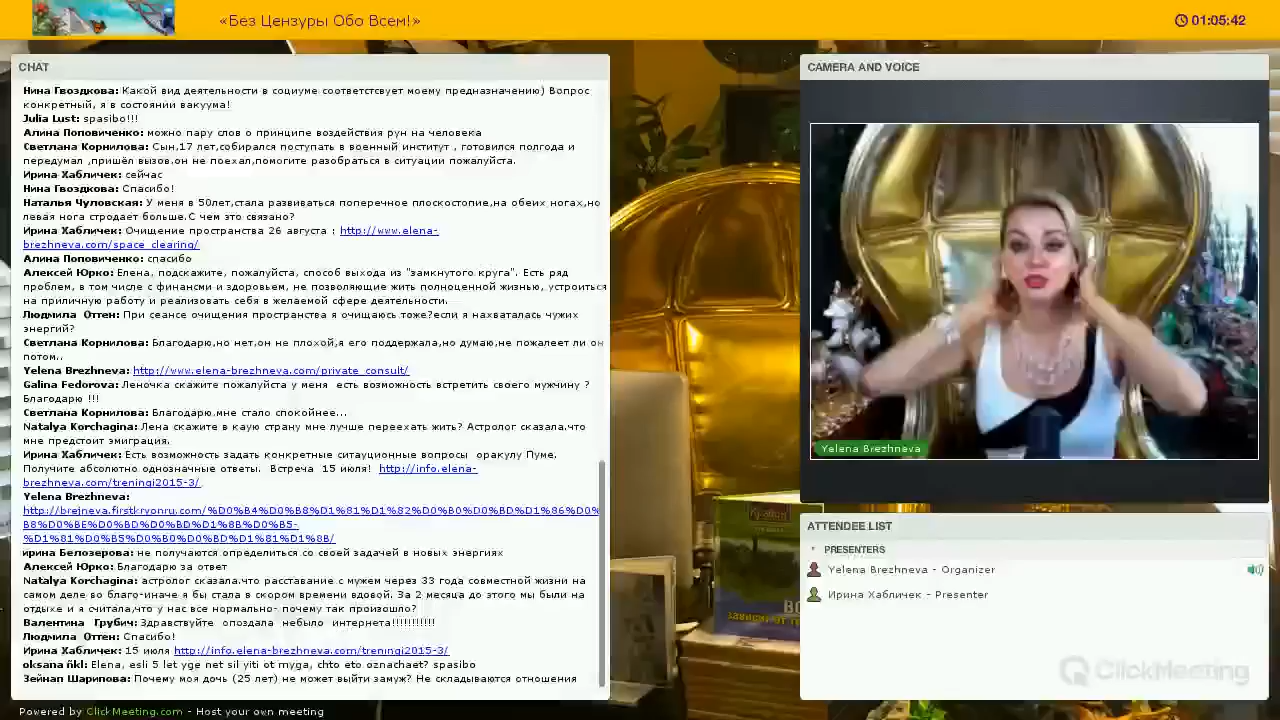 «Без Цензуры Обо Всем!»
01:05:42
CHAT
Нина Гвоздкова: Какой вид деятельности в социуме соответстсвует моему предназначению) Вопрос
конкретный, я в состоянии вакуума!
Julia Lust: spasibo!!!
Алина Поповиченко: можно пару слов о принципе воздействия рун на человека
Светлана Корнилова: Сын,17 лет,собирался поступать в военный институт , готовился полгода и
передумал ,пришёл вызов.он не поехал,помогите разобраться в ситуации пожалуйста.
Ирина Хабличек: сейчас
Нина Гвоздкова: Спасибо!
Наталья Чуловская: У меня в 50лет,стала развиваться поперечное плоскостопие,на обеих ногах,но
левая нога стродаёт больше.С чем это связано?
Ирина Хабличек: Очищение пространства 26 августа : http://www.elena-
brezhneva.com/space_clearing/
Алина Поповиченко: спасибо
Алексей Юрко: Елена, подскажите, пожалуйста, способ выхода из "замкнутого круга". Есть ряд
проблем, в том числе с финансми и здоровьем, не позволяющие жить полноценной жизнью, устроиться
на приличную работу и реализовать себя в желаемой сфере деятельности.
Людмила Оттен: При сеансе очищения пространства я очищаюсь тоже?если я нахваталась чужих
энергий?
Светлана Корнилова: Благодарю,но нет,он не плохой,я его поддержала,но думаю,не пожалеет ли он
потом..
Yelena Brezhneva: http://www.elena-brezhneva.com/private_consult/
Galina Fedorova: Леночка скажите пожалуйста у меня есть возможность встретить своего мужчину ?
Благодарю !!!
Светлана Корнилова: Благодарю,мне стало спокойнее...
Natalya Korchagina: Лена скажите в каую страну мне лучше переехать жить? Астролог сказала.что
мне предстоит эмиграция.
Ирина Хабличек: Есть возможность задать конкретные ситауционные вопросы оракулу Пуме.
Получите абсолютно однозначные ответы. Встреча 15 июля! http://info.elena-
brezhneva.com/treningi2015-3/
Yelena Brezhneva:
http://brejneva.firstkryonru.com/%D0%B4%D0%B8%D1%81%D1%82%D0%B0%D0%BD%D1%86%D0%
B8%D0%BE%D0%BD%D0%BD%D1%8B%D0%B5-
%D1%81%D0%B5%D0%B0%D0%BD%D1%81%D1%8B/
ирина Белозерова: не получаются определиться со своей задачей в новых энергиях
Алексей Юрко: Благодарю за ответ
Natalya Korchagina: астролог сказала.что расставание с мужем через 33 года совместной жизни на
самом деле во благо-иначе я бы стала в скором времени вдовой. За 2 месяца до этого мы были на
отдыхе и я считала,что у нас все нормально- почему так произошло?
Валентина Грубич: Здравствуйте опоздала небыло интернета!!!!!!!!!!!
Людмила Оттен: Спасибо!
Ирина Хабличек: 15 июля http://info.elena-brezhneva.com/treningi2015-3/
oksana ñkl: Elena, esli 5 let yge net sil yiti ot myga, chto eto oznachaet? spasibo
Зейнап Шарипова: Почему моя дочь (25 лет) не может выйти замуж? Не складываются отношения
CAMERA AND VOICE
Yelena Brezhneva
ATTENDEE LIST
PRESENTERS
Yelena Brezhneva - Organizer
Ирина Хабличек - Presenter
ClickMeeting
Powered by ClickMeeting.com - Host your own meeting